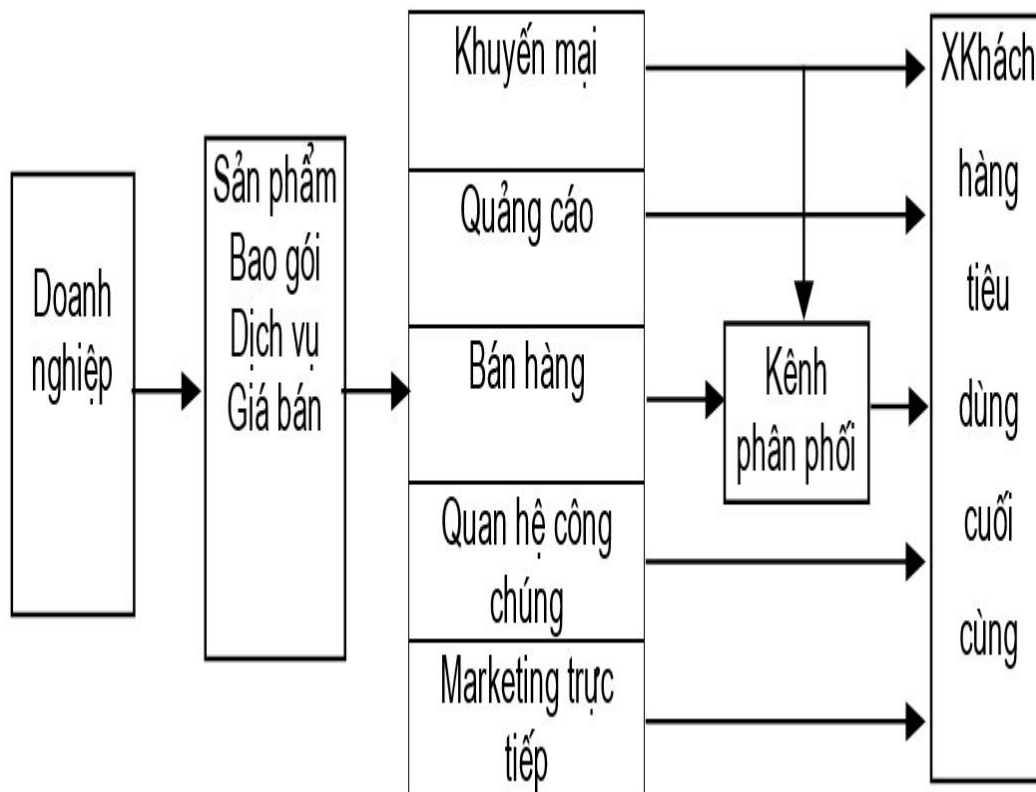 Doanh
nghiệp
Sản phẩm
Bao gói
Dịch vụ
Giá bán
Khuyến mại
Quảng cáo
Bán hàng
Quan hệ công
chúng
Marketing trực
tiếp
Kênh
phân phối
XKhách
hàng
tiêu
dùng
cuối
cùng